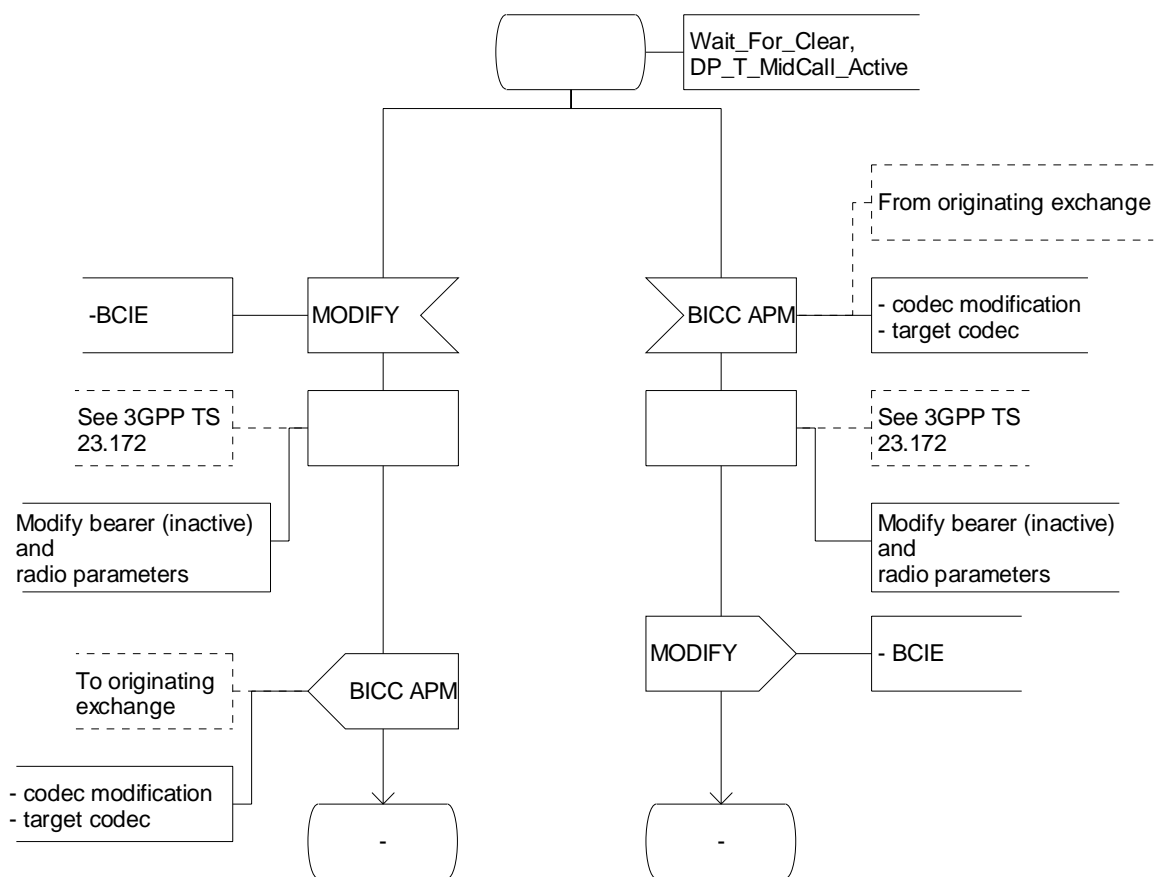 Wait_For_Clear,
DP_T_MidCall_Active
From originating exchange
-BCIE
MODIFY
BICC APM
- codec modification
- target codec
See 3GPP TS
23.172
See 3GPP TS
23.172
Modify bearer (inactive)
and
radio parameters
Modify bearer (inactive)
and
radio parameters
MODIFY
- BCIE
To originating
exchange
BICC APM
- codec modification
- target codec
-
-